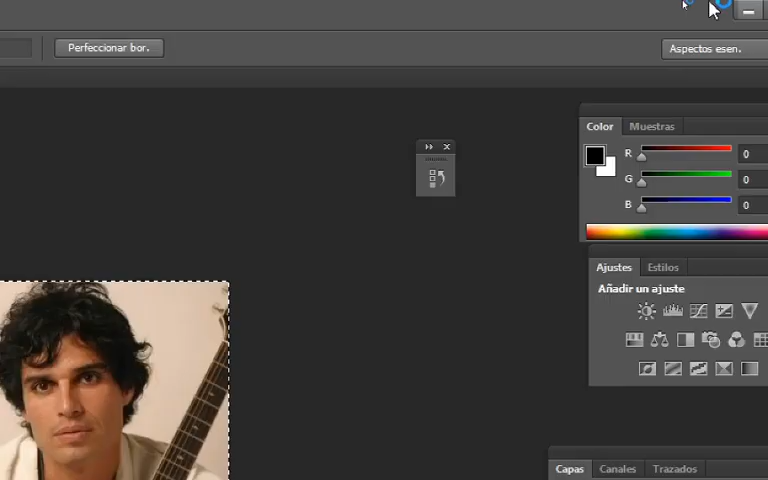 Perfeccionar bor.
Aspectos esen.
Color Muestras
R 0
G 0
B 0
Ajustes Estilos
Añadir un ajuste
Capas Canales Trazados